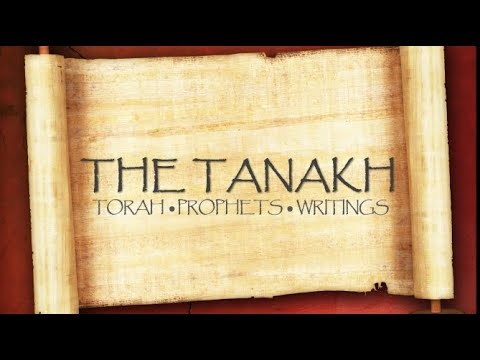 THE TANAKH
TORAH • PROPHETS • WRITINGS